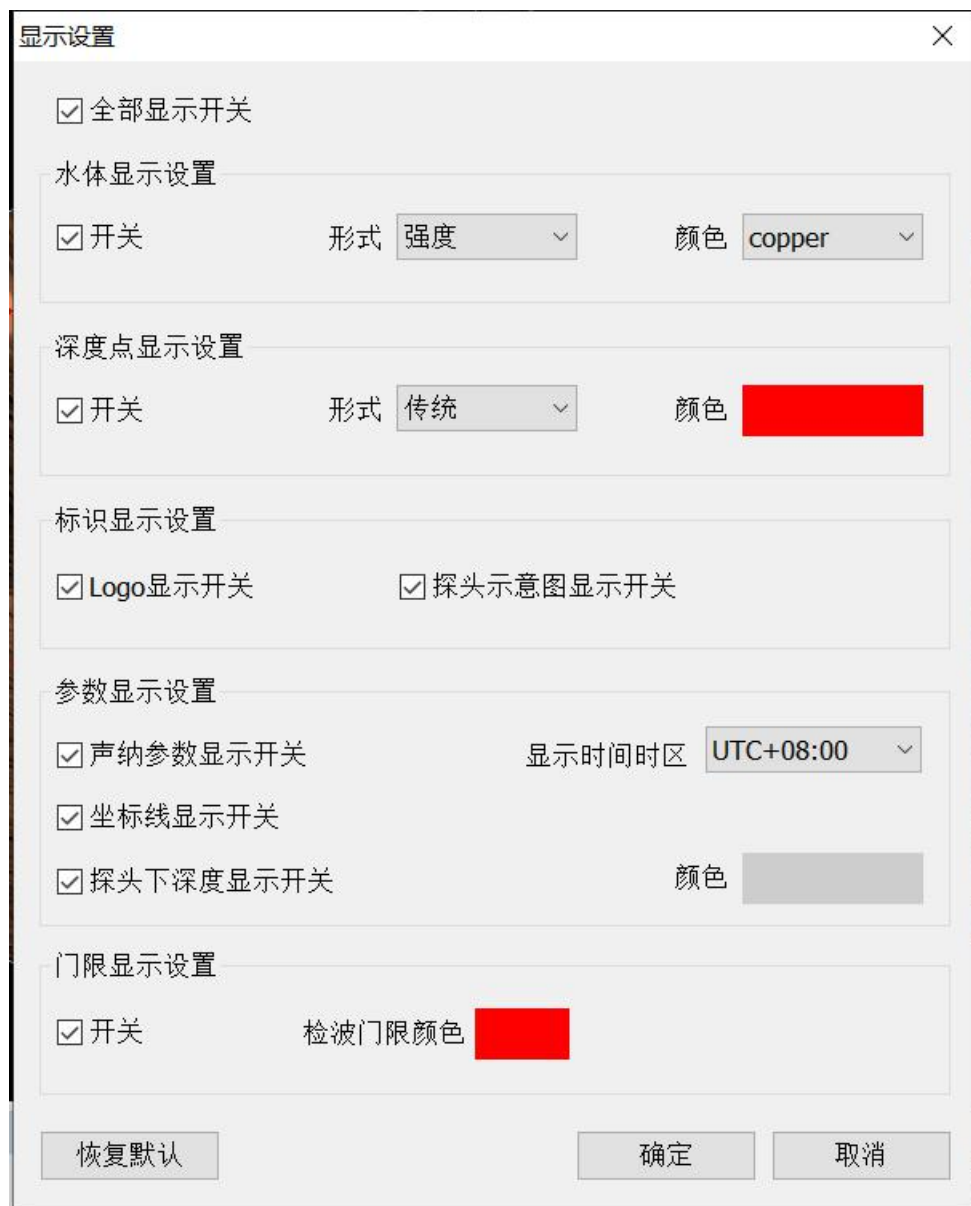 显示设置
全部显示开关
水体显示设置
开关 形式 强度 颜色 copper
深度点显示设置
开关 形式 传统 颜色
标识显示设置
Logo显示开关 探头示意图显示开关
参数显示设置
声纳参数显示开关 显示时间时区 UTC+08:00
坐标线显示开关
探头下深度显示开关 颜色
门限显示设置
开关 检波门限颜色
恢复默认 确定 取消